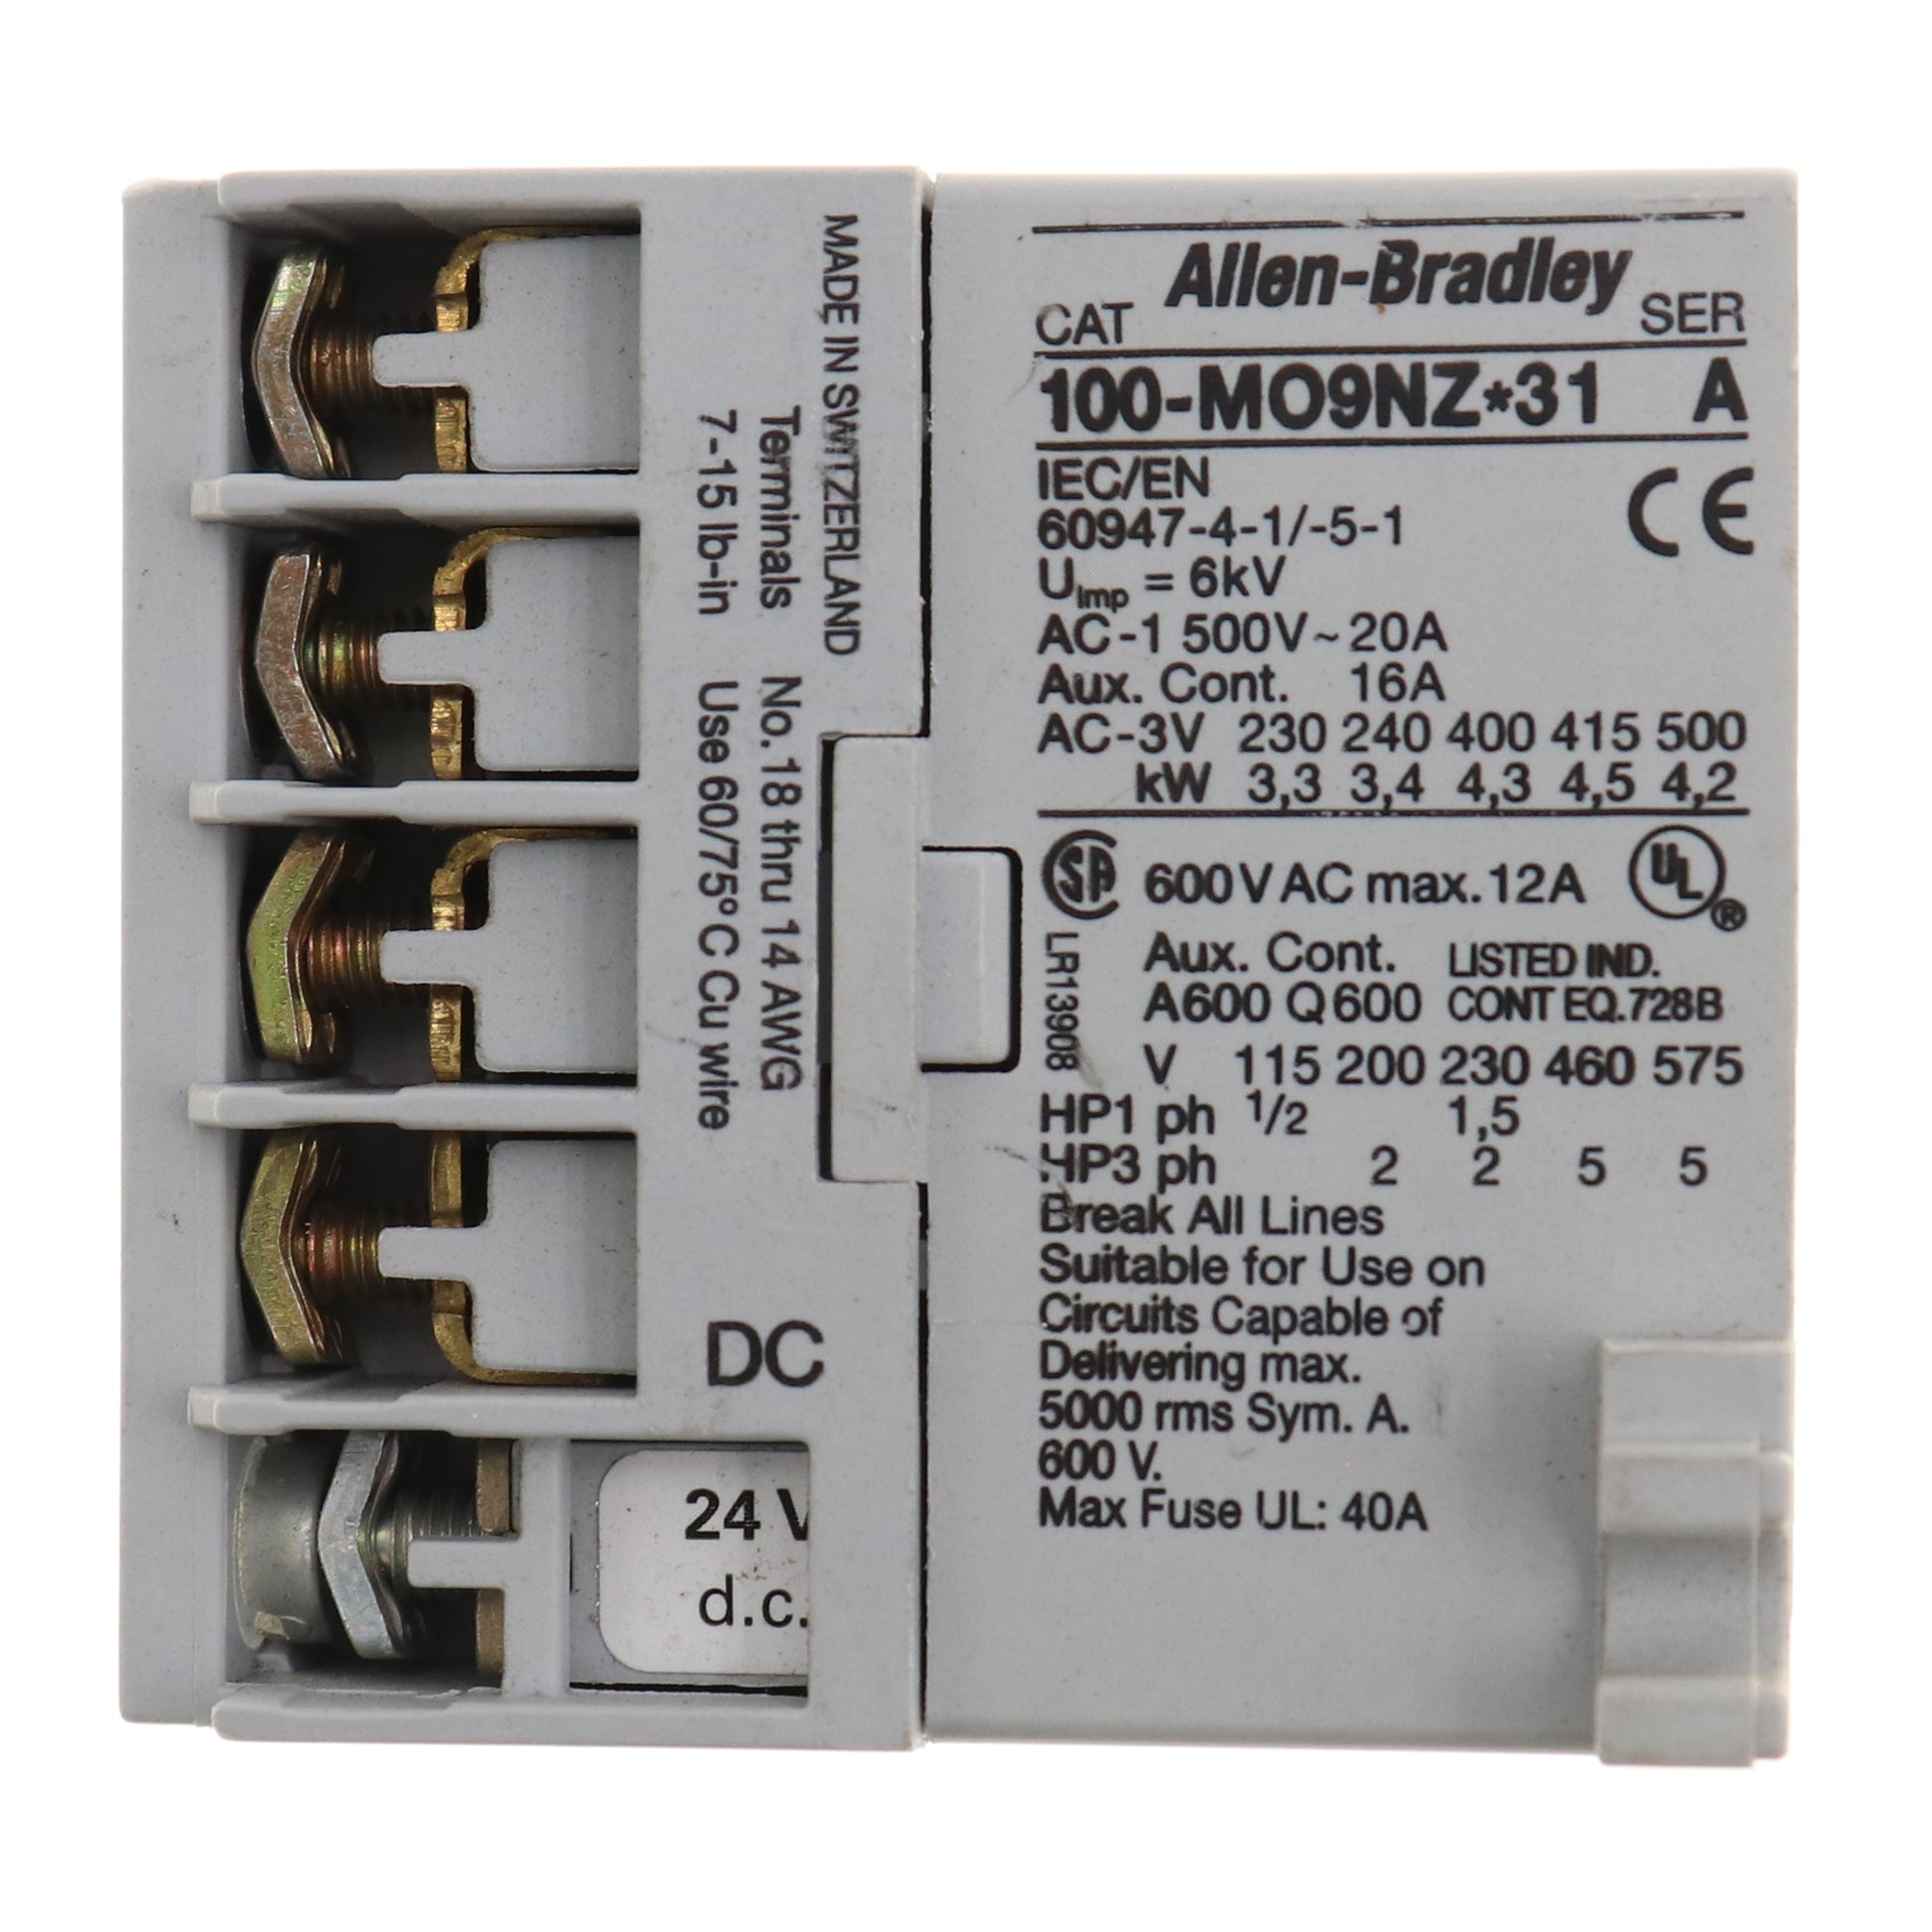 MADE IN SWITZERLAND
Terminals No. 18 thru 14 AWG
7-15 lb-in Use 60/75°C Cu wire
DC
24 V
d.c.
Allen-Bradley
CAT SER
100-MO9NZ*31 A
IEC/EN
60947-4-1/-5-1
CE
Uimp = 6kV
AC-1 500V~20A
Aux. Cont. 16A
AC-3V 230 240 400 415 500
kW 3,3 3,4 4,3 4,5 4,2
SA 600VAC max.12A UL®
LR13908
Aux. Cont. LISTED IND.
A600 Q600 CONT EQ.728B
V 115 200 230 460 575
HP1 ph 1/2 1,5
HP3 ph 2 2 5 5
Break All Lines
Suitable for Use on
Circuits Capable of
Delivering max.
5000 rms Sym. A.
600 V.
Max Fuse UL: 40A